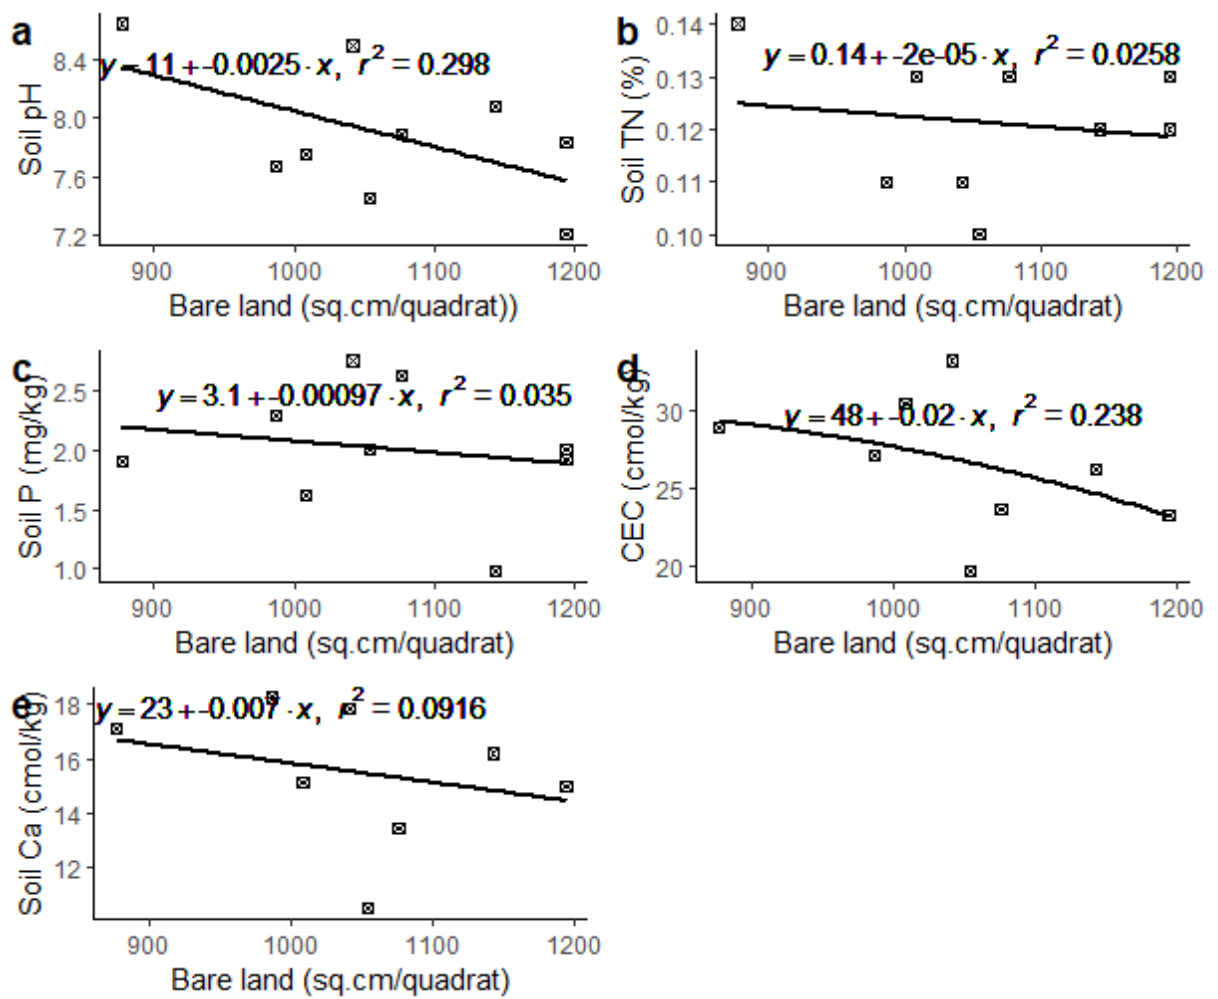 a
y = 11 + -0.0025 · x, r² = 0.298
Soil pH
8.4
8.0
7.6
7.2
900 1000 1100 1200
Bare land (sq.cm/quadrat))
b
y = 0.14 + -2e-05 · x, r² = 0.0258
Soil TN (%)
0.14
0.13
0.12
0.11
0.10
900 1000 1100 1200
Bare land (sq.cm/quadrat)
c
y = 3.1 + -0.00097 · x, r² = 0.035
Soil P (mg/kg)
2.5
2.0
1.5
1.0
900 1000 1100 1200
Bare land (sq.cm/quadrat)
d
y = 48 + -0.02 · x, r² = 0.238
CEC (cmol/kg)
30
25
20
900 1000 1100 1200
Bare land (sq.cm/quadrat)
e
y = 23 + -0.007 · x, r² = 0.0916
Soil Ca (cmol/kg)
18
16
14
12
900 1000 1100 1200
Bare land (sq.cm/quadrat)